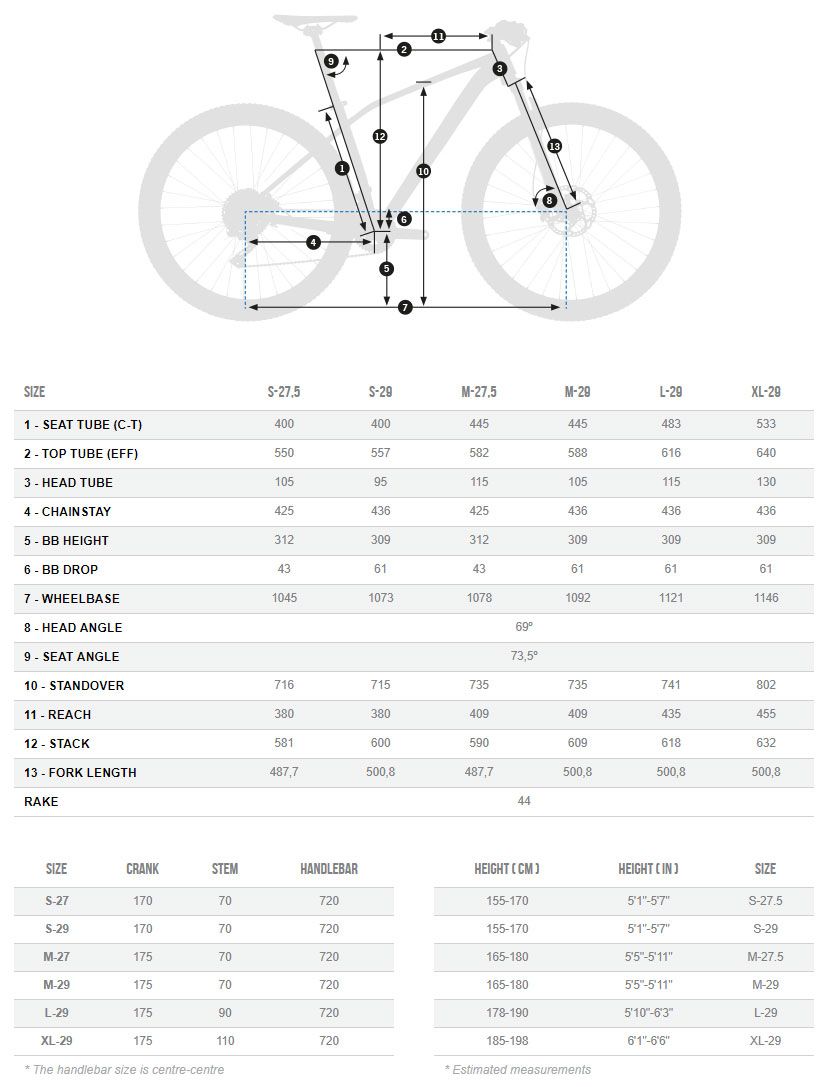 11
2
9
3
12
13
1
10
8
6
4
5
7
SIZE S-27,5 S-29 M-27,5 M-29 L-29 XL-29
1 - SEAT TUBE (C-T) 400 400 445 445 483 533
2 - TOP TUBE (EFF) 550 557 582 588 616 640
3 - HEAD TUBE 105 95 115 105 115 130
4 - CHAINSTAY 425 436 425 436 436 436
5 - BB HEIGHT 312 309 312 309 309 309
6 - BB DROP 43 61 43 61 61 61
7 - WHEELBASE 1045 1073 1078 1092 1121 1146
8 - HEAD ANGLE 69º
9 - SEAT ANGLE 73,5º
10 - STANDOVER 716 715 735 735 741 802
11 - REACH 380 380 409 409 435 455
12 - STACK 581 600 590 609 618 632
13 - FORK LENGTH 487,7 500,8 487,7 500,8 500,8 500,8
RAKE 44
SIZE CRANK STEM HANDLEBAR
S-27 170 70 720
S-29 170 70 720
M-27 175 70 720
M-29 175 70 720
L-29 175 90 720
XL-29 175 110 720
* The handlebar size is centre-centre
HEIGHT ( CM ) HEIGHT ( IN ) SIZE
155-170 5'1"-5'7" S-27.5
155-170 5'1"-5'7" S-29
165-180 5'5"-5'11" M-27.5
165-180 5'5"-5'11" M-29
178-190 5'10"-6'3" L-29
185-198 6'1"-6'6" XL-29
* Estimated measurements